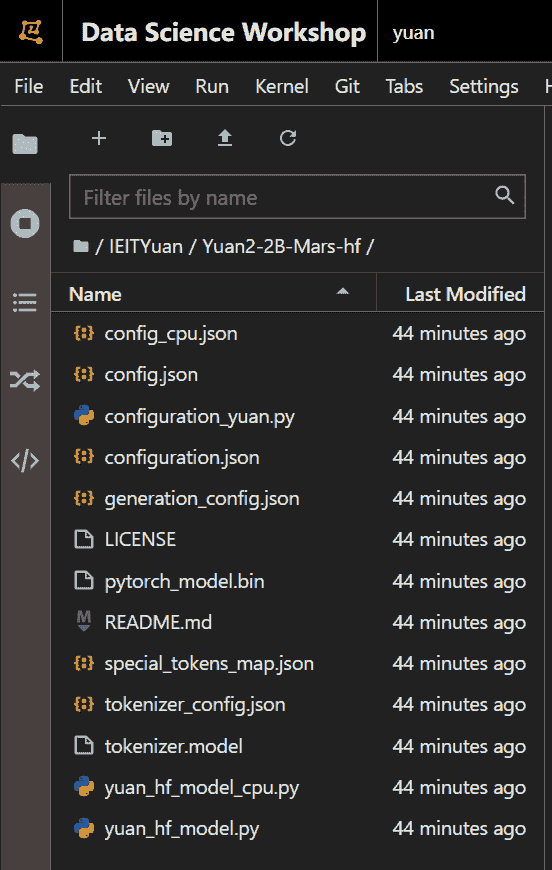 Data Science Workshop yuan
File Edit View Run Kernel Git Tabs Settings H
Filter files by name
/ IEITYuan / Yuan2-2B-Mars-hf /
Name Last Modified
config_cpu.json 44 minutes ago
config.json 44 minutes ago
configuration_yuan.py 44 minutes ago
configuration.json 44 minutes ago
generation_config.json 44 minutes ago
LICENSE 44 minutes ago
pytorch_model.bin 44 minutes ago
README.md 44 minutes ago
special_tokens_map.json 44 minutes ago
tokenizer_config.json 44 minutes ago
tokenizer.model 44 minutes ago
yuan_hf_model_cpu.py 44 minutes ago
yuan_hf_model.py 44 minutes ago